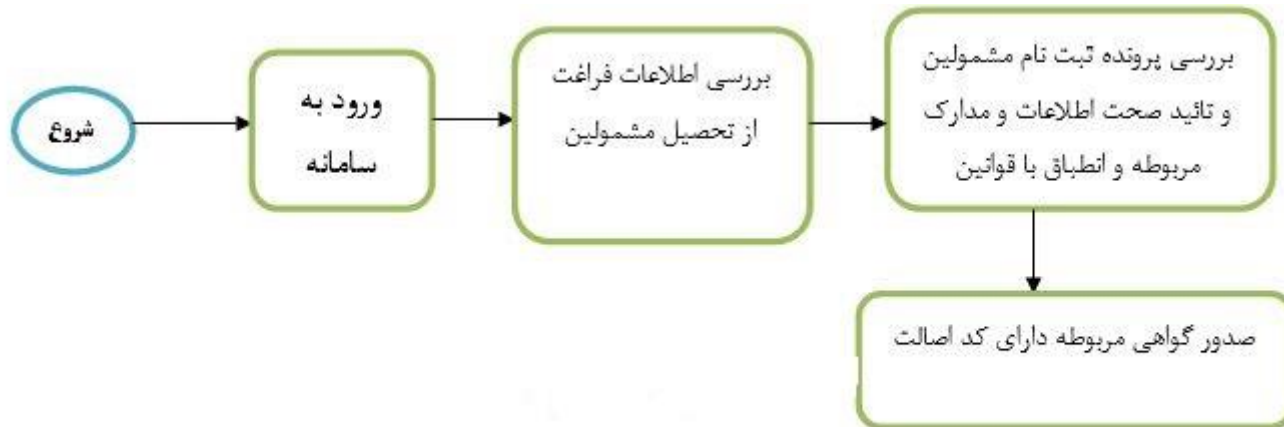 شروع
ورود به
سامانه
بررسی اطلاعات فراغت
از تحصیل مشمولین
بررسی پرونده ثبت نام مشمولین
و تائید صحت اطلاعات و مدارک
مربوطه و انطباق با قوانین
صدور گواهی مربوطه دارای کد اصالت